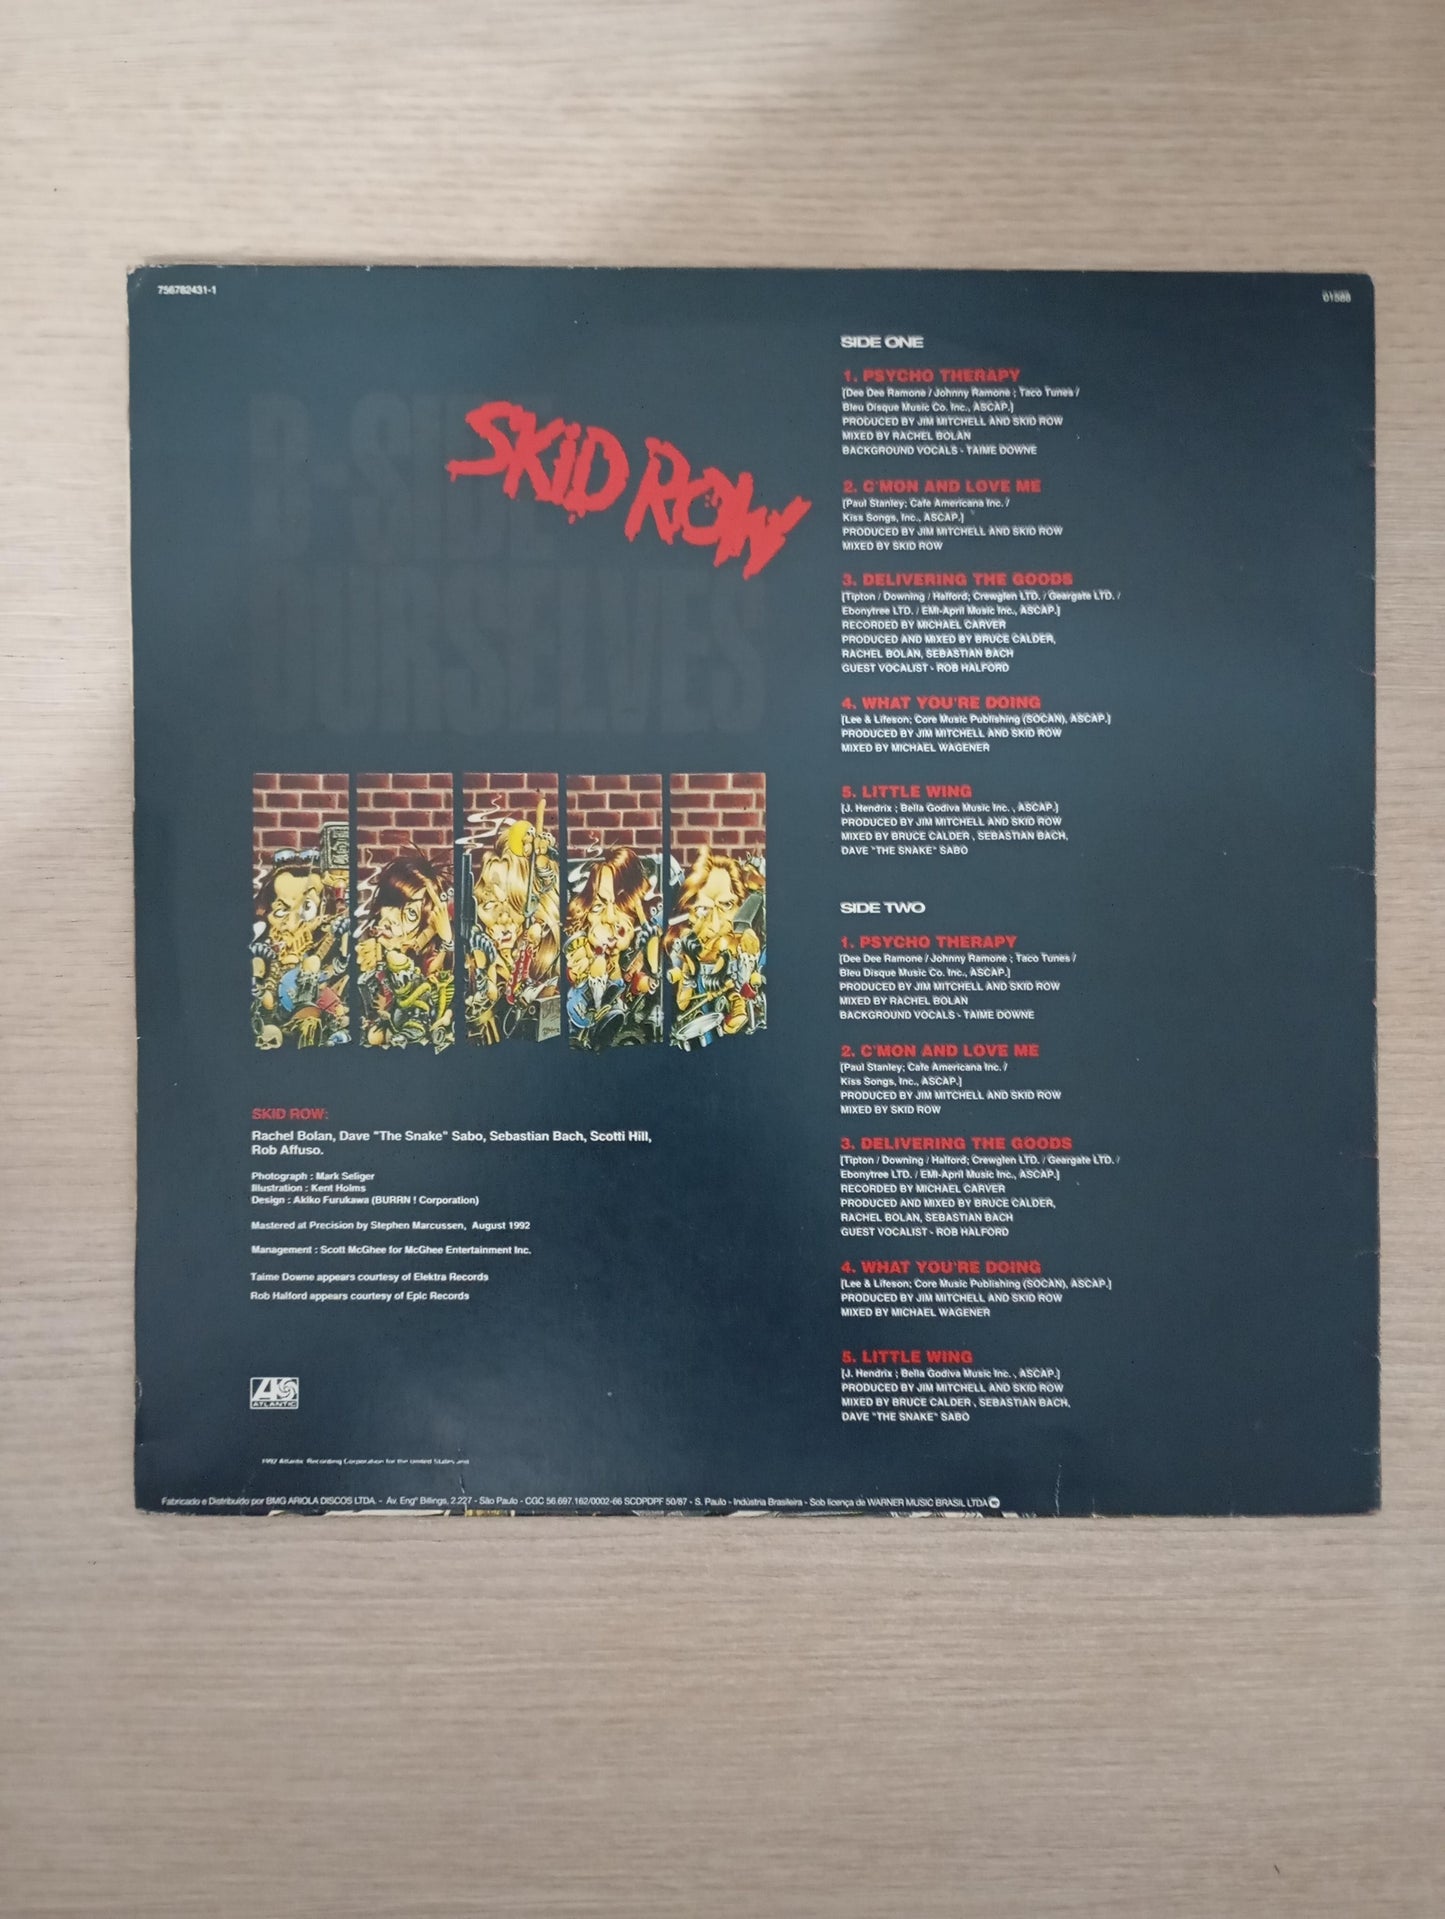 756782431-1
01588
B-SIDE
OURSELVES
SKID ROW
SKID ROW:
Rachel Bolan, Dave "The Snake" Sabo, Sebastian Bach, Scotti Hill,
Rob Affuso.
Photograph : Mark Seliger
Illustration : Kent Holms
Design : Akiko Furukawa (BURRN ! Corporation)
Mastered at Precision by Stephen Marcussen, August 1992
Management : Scott McGhee for McGhee Entertainment Inc.
Taime Downe appears courtesy of Elektra Records
Rob Halford appears courtesy of Epic Records
ATLANTIC
1992 Atlantic Recording Corporation for the United States and
SIDE ONE
1. PSYCHO THERAPY
[Dee Dee Ramone / Johnny Ramone ; Taco Tunes /
Bleu Disque Music Co. Inc., ASCAP.]
PRODUCED BY JIM MITCHELL AND SKID ROW
MIXED BY RACHEL BOLAN
BACKGROUND VOCALS - TAIME DOWNE
2. C'MON AND LOVE ME
[Paul Stanley; Cafe Americana Inc. /
Kiss Songs, Inc., ASCAP.]
PRODUCED BY JIM MITCHELL AND SKID ROW
MIXED BY SKID ROW
3. DELIVERING THE GOODS
[Tipton / Downing / Halford; Crewglen LTD. / Geargate LTD. /
Ebonytree LTD. / EMI-April Music Inc., ASCAP.]
RECORDED BY MICHAEL CARVER
PRODUCED AND MIXED BY BRUCE CALDER,
RACHEL BOLAN, SEBASTIAN BACH
GUEST VOCALIST - ROB HALFORD
4. WHAT YOU'RE DOING
[Lee & Lifeson; Core Music Publishing (SOCAN), ASCAP.]
PRODUCED BY JIM MITCHELL AND SKID ROW
MIXED BY MICHAEL WAGENER
5. LITTLE WING
[J. Hendrix ; Bella Godiva Music Inc. , ASCAP.]
PRODUCED BY JIM MITCHELL AND SKID ROW
MIXED BY BRUCE CALDER , SEBASTIAN BACH,
DAVE "THE SNAKE" SABO
SIDE TWO
1. PSYCHO THERAPY
[Dee Dee Ramone / Johnny Ramone ; Taco Tunes /
Bleu Disque Music Co. Inc., ASCAP.]
PRODUCED BY JIM MITCHELL AND SKID ROW
MIXED BY RACHEL BOLAN
BACKGROUND VOCALS - TAIME DOWNE
2. C'MON AND LOVE ME
[Paul Stanley; Cafe Americana Inc. /
Kiss Songs, Inc., ASCAP.]
PRODUCED BY JIM MITCHELL AND SKID ROW
MIXED BY SKID ROW
3. DELIVERING THE GOODS
[Tipton / Downing / Halford; Crewglen LTD. / Geargate LTD. /
Ebonytree LTD. / EMI-April Music Inc., ASCAP.]
RECORDED BY MICHAEL CARVER
PRODUCED AND MIXED BY BRUCE CALDER,
RACHEL BOLAN, SEBASTIAN BACH
GUEST VOCALIST - ROB HALFORD
4. WHAT YOU'RE DOING
[Lee & Lifeson; Core Music Publishing (SOCAN), ASCAP.]
PRODUCED BY JIM MITCHELL AND SKID ROW
MIXED BY MICHAEL WAGENER
5. LITTLE WING
[J. Hendrix ; Bella Godiva Music Inc. , ASCAP.]
PRODUCED BY JIM MITCHELL AND SKID ROW
MIXED BY BRUCE CALDER , SEBASTIAN BACH,
DAVE "THE SNAKE" SABO
Fabricado e Distribuído por BMG ARIOLA DISCOS LTDA. - Av. Engº Billings, 2.227 - São Paulo - CGC 56.697.162/0002-66 SCDPDPF 50/87 - S. Paulo - Indústria Brasileira - Sob licença de WARNER MUSIC BRASIL LTDA